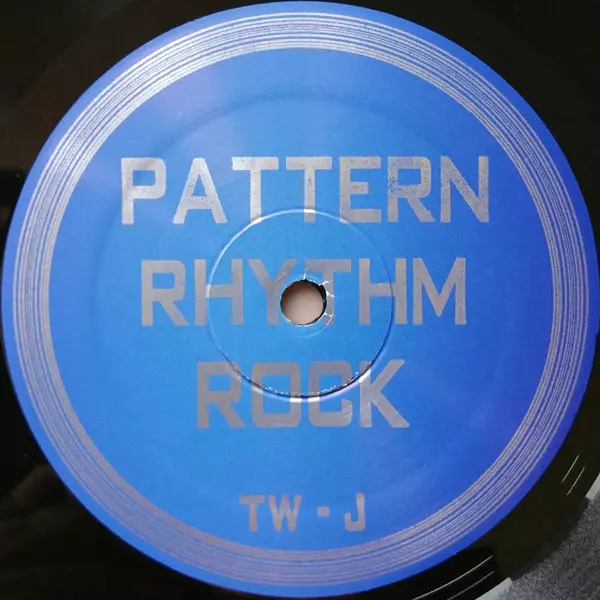 PATTERN
RHYTHM
ROCK
TW - J